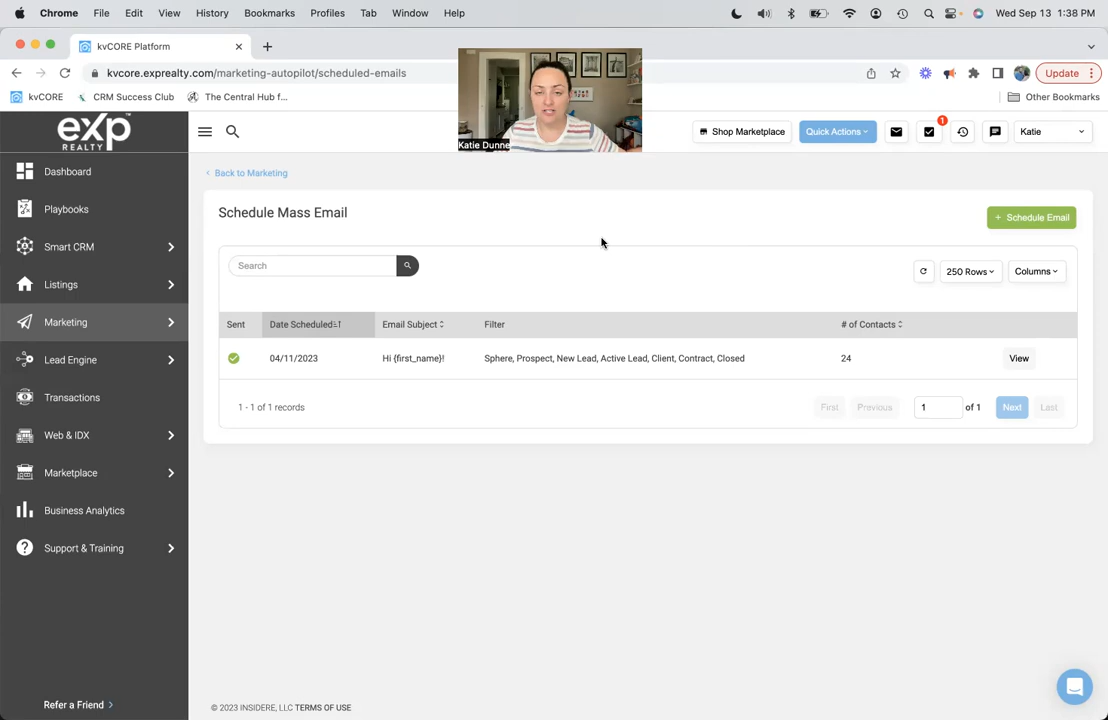 Chrome File Edit View History Bookmarks Profiles Tab Window Help Wed Sep 13 1:38 PM
kvCORE Platform
kvcore.exprealty.com/marketing-autopilot/scheduled-emails Update
kvCORE CRM Success Club The Central Hub f... Other Bookmarks
Katie Dunne
exp REALTY
Shop Marketplace Quick Actions 1 Katie
Dashboard
Playbooks
Smart CRM
Listings
Marketing
Lead Engine
Transactions
Web & IDX
Marketplace
Business Analytics
Support & Training
Refer a Friend
Back to Marketing
Schedule Mass Email + Schedule Email
Search 250 Rows Columns
Sent Date Scheduled Email Subject Filter # of Contacts
04/11/2023 Hi {first_name}! Sphere, Prospect, New Lead, Active Lead, Client, Contract, Closed 24 View
1 - 1 of 1 records First Previous 1 of 1 Next Last
© 2023 INSIDERE, LLC TERMS OF USE